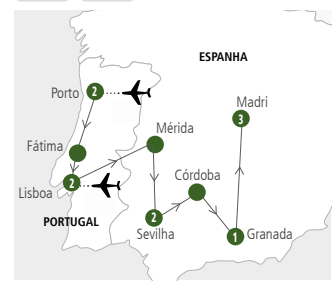 ESPANHA
Porto
2
Madri
3
Mérida
Fátima
Córdoba
Lisboa
2
PORTUGAL
2
Sevilha
1
Granada